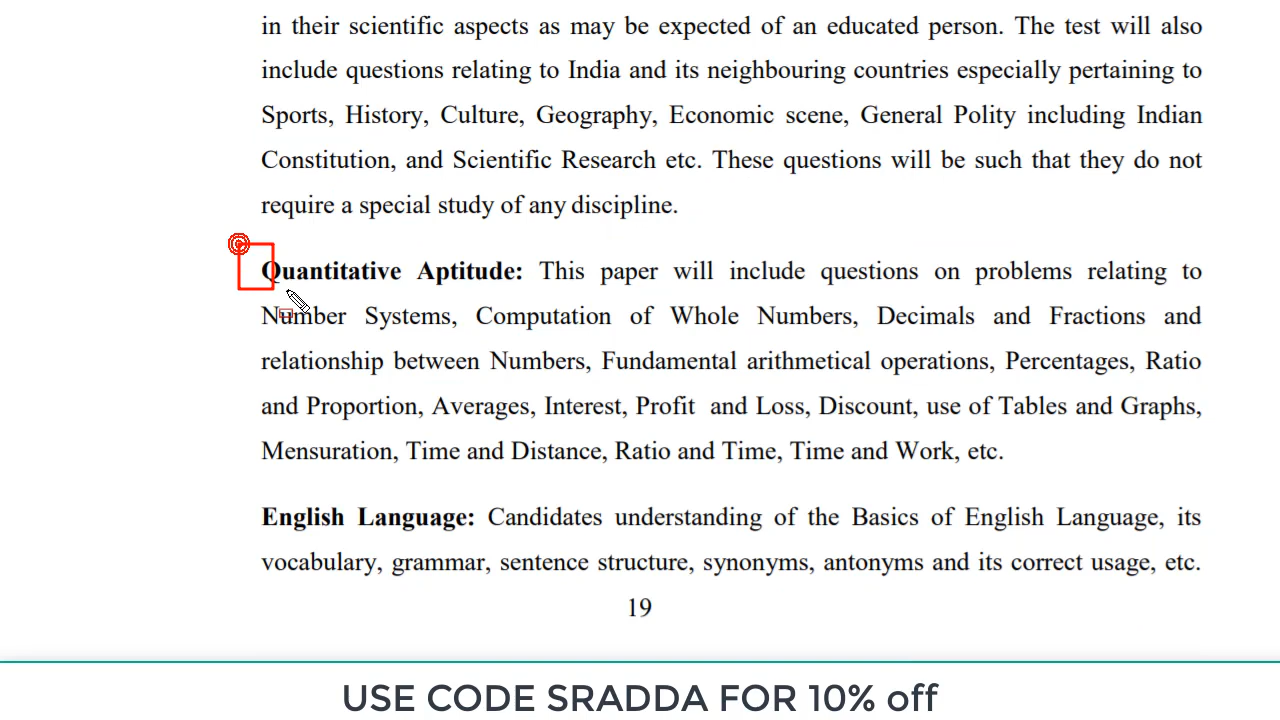 in their scientific aspects as may be expected of an educated person. The test will also
include questions relating to India and its neighbouring countries especially pertaining to
Sports, History, Culture, Geography, Economic scene, General Polity including Indian
Constitution, and Scientific Research etc. These questions will be such that they do not
require a special study of any discipline.
Quantitative Aptitude: This paper will include questions on problems relating to
Number Systems, Computation of Whole Numbers, Decimals and Fractions and
relationship between Numbers, Fundamental arithmetical operations, Percentages, Ratio
and Proportion, Averages, Interest, Profit and Loss, Discount, use of Tables and Graphs,
Mensuration, Time and Distance, Ratio and Time, Time and Work, etc.
English Language: Candidates understanding of the Basics of English Language, its
vocabulary, grammar, sentence structure, synonyms, antonyms and its correct usage, etc.
19
USE CODE SRADDA FOR 10% off